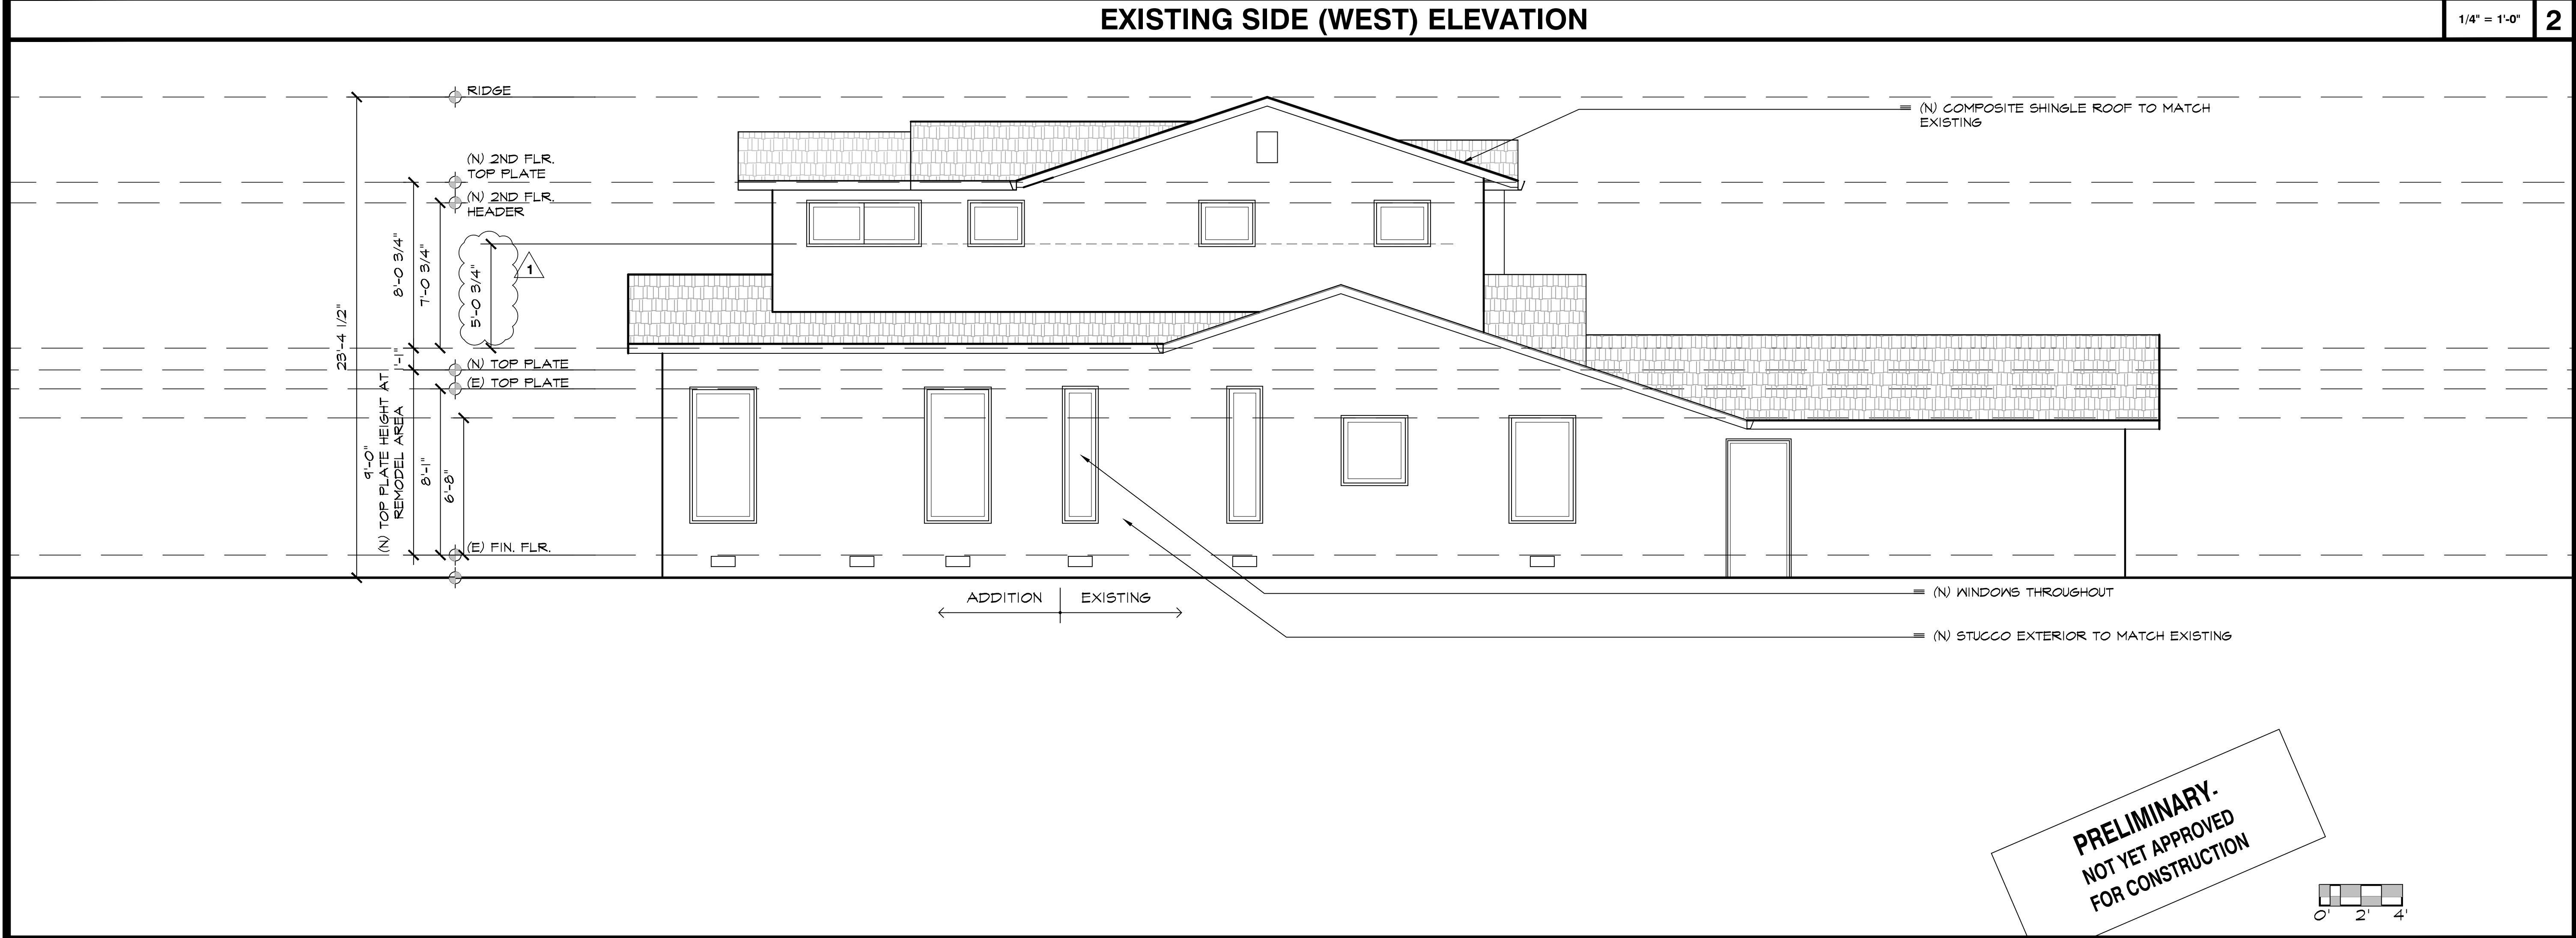 EXISTING SIDE (WEST) ELEVATION
1/4" = 1'-0"
2
RIDGE
(N) COMPOSITE SHINGLE ROOF TO MATCH
EXISTING
(N) 2ND FLR.
TOP PLATE
(N) 2ND FLR.
HEADER
8'-0 3/4"
7'-0 3/4"
5'-0 3/4"
1
23'-4 1/2"
1'-1"
(N) TOP PLATE
(E) TOP PLATE
9'-0"
(N) TOP PLATE HEIGHT AT
REMODEL AREA
8'-1"
6'-8"
(E) FIN. FLR.
ADDITION
EXISTING
(N) WINDOWS THROUGHOUT
(N) STUCCO EXTERIOR TO MATCH EXISTING
PRELIMINARY-
NOT YET APPROVED
FOR CONSTRUCTION
0' 2' 4'